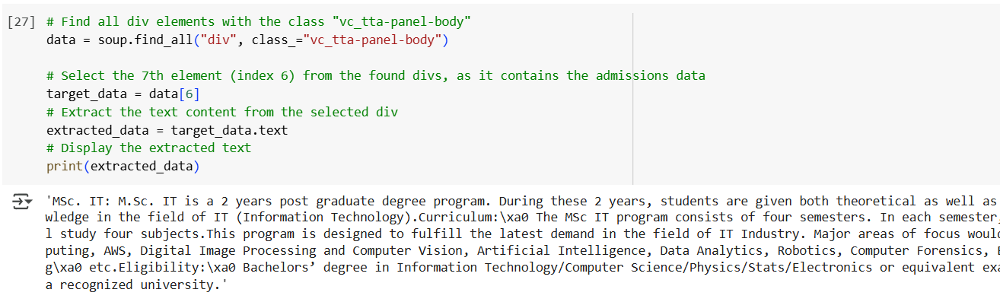 [27] # Find all div elements with the class "vc_tta-panel-body"
data = soup.find_all("div", class_="vc_tta-panel-body")
# Select the 7th element (index 6) from the found divs, as it contains the admissions data
target_data = data[6]
# Extract the text content from the selected div
extracted_data = target_data.text
# Display the extracted text
print(extracted_data)
'MSc. IT: M.Sc. IT is a 2 years post graduate degree program. During these 2 years, students are given both theoretical as well as
wledge in the field of IT (Information Technology).Curriculum:\xa0 The MSc IT program consists of four semesters. In each semester,
l study four subjects.This program is designed to fulfill the latest demand in the field of IT Industry. Major areas of focus would
puting, AWS, Digital Image Processing and Computer Vision, Artificial Intelligence, Data Analytics, Robotics, Computer Forensics,
g\xa0 etc.Eligibility:\xa0 Bachelors’ degree in Information Technology/Computer Science/Physics/Stats/Electronics or equivalent exa
a recognized university.'